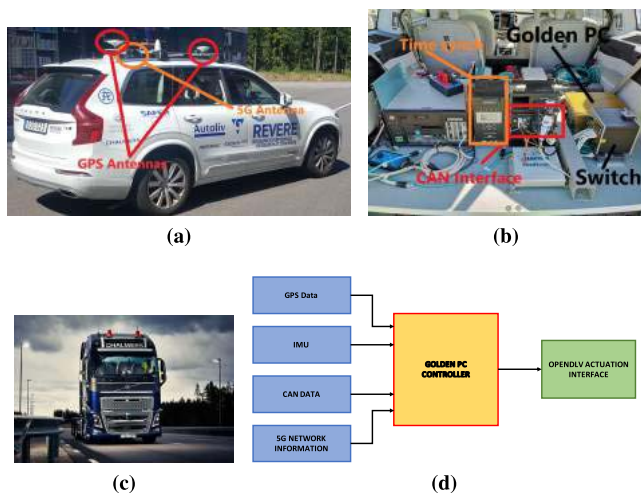 5G Antenna
Autoliv
REVERE
GPS Antennas
(a)
Golden PC
Time synch
CAN Interface
Switch
(b)
CHALMERS
(c)
GPS Data
IMU
CAN DATA
5G NETWORK
INFORMATION
GOLDEN PC
CONTROLLER
OPENDLV ACTUATION
INTERFACE
(d)